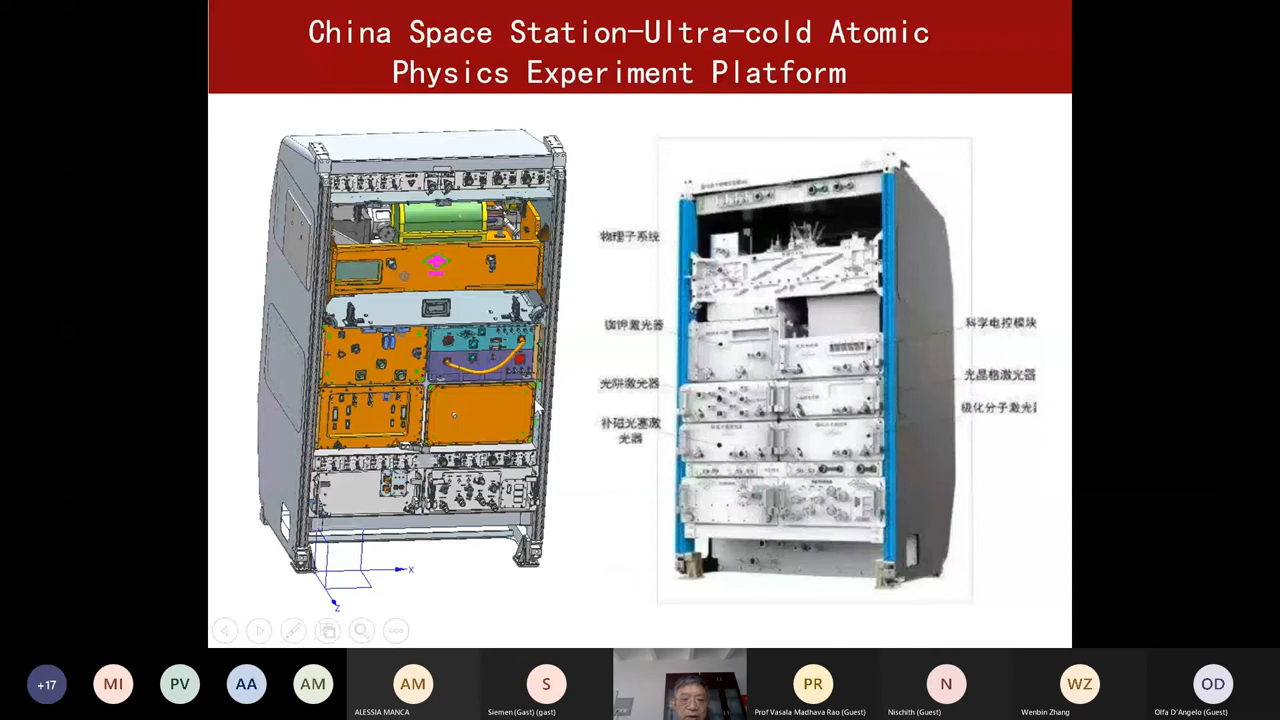 China Space Station-Ultra-cold Atomic
Physics Experiment Platform
物理子系统
铷钾激光器
光阱激光器
补磁光塞激
光器
科学电控模块
光晶格激光器
极化分子激光
X
Z
+17
MI
PV
AA
AM
AM
ALESSIA MANCA
S
Siemen (Gast) (gast)
PR
Prof Vasala Madhava Rao (Guest)
N
Nischith (Guest)
WZ
Wenbin Zhang
OD
Olfa D'Angelo (Guest)